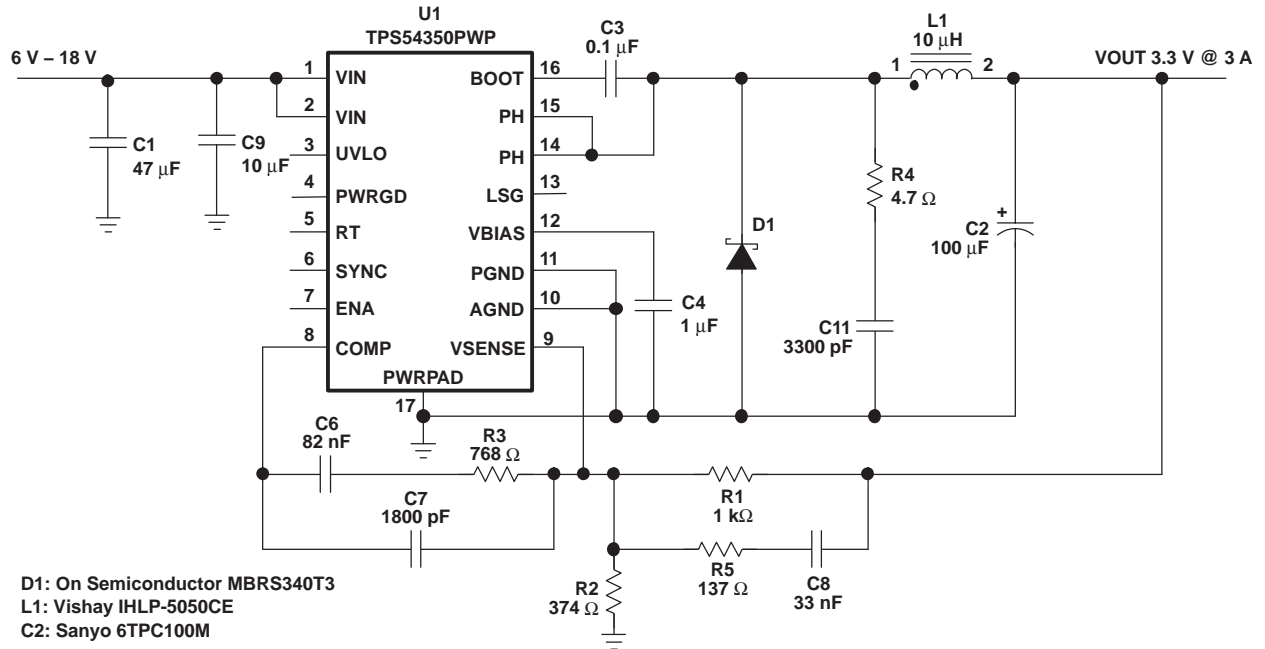 U1
TPS54350PWP
6 V – 18 V
C1
47 μF
C9
10 μF
1 VIN
2 VIN
3 UVLO
4 PWRGD
5 RT
6 SYNC
7 ENA
8 COMP
BOOT 16
PH 15
PH 14
LSG 13
VBIAS 12
PGND 11
AGND 10
VSENSE 9
PWRPAD
17
C3
0.1 μF
L1
10 μH
1 2
VOUT 3.3 V @ 3 A
R4
4.7 Ω
D1
C2
+
100 μF
C4
1 μF
C11
3300 pF
C6
82 nF
R3
768 Ω
C7
1800 pF
R1
1 kΩ
R5
137 Ω
C8
33 nF
R2
374 Ω
D1: On Semiconductor MBRS340T3
L1: Vishay IHLP-5050CE
C2: Sanyo 6TPC100M